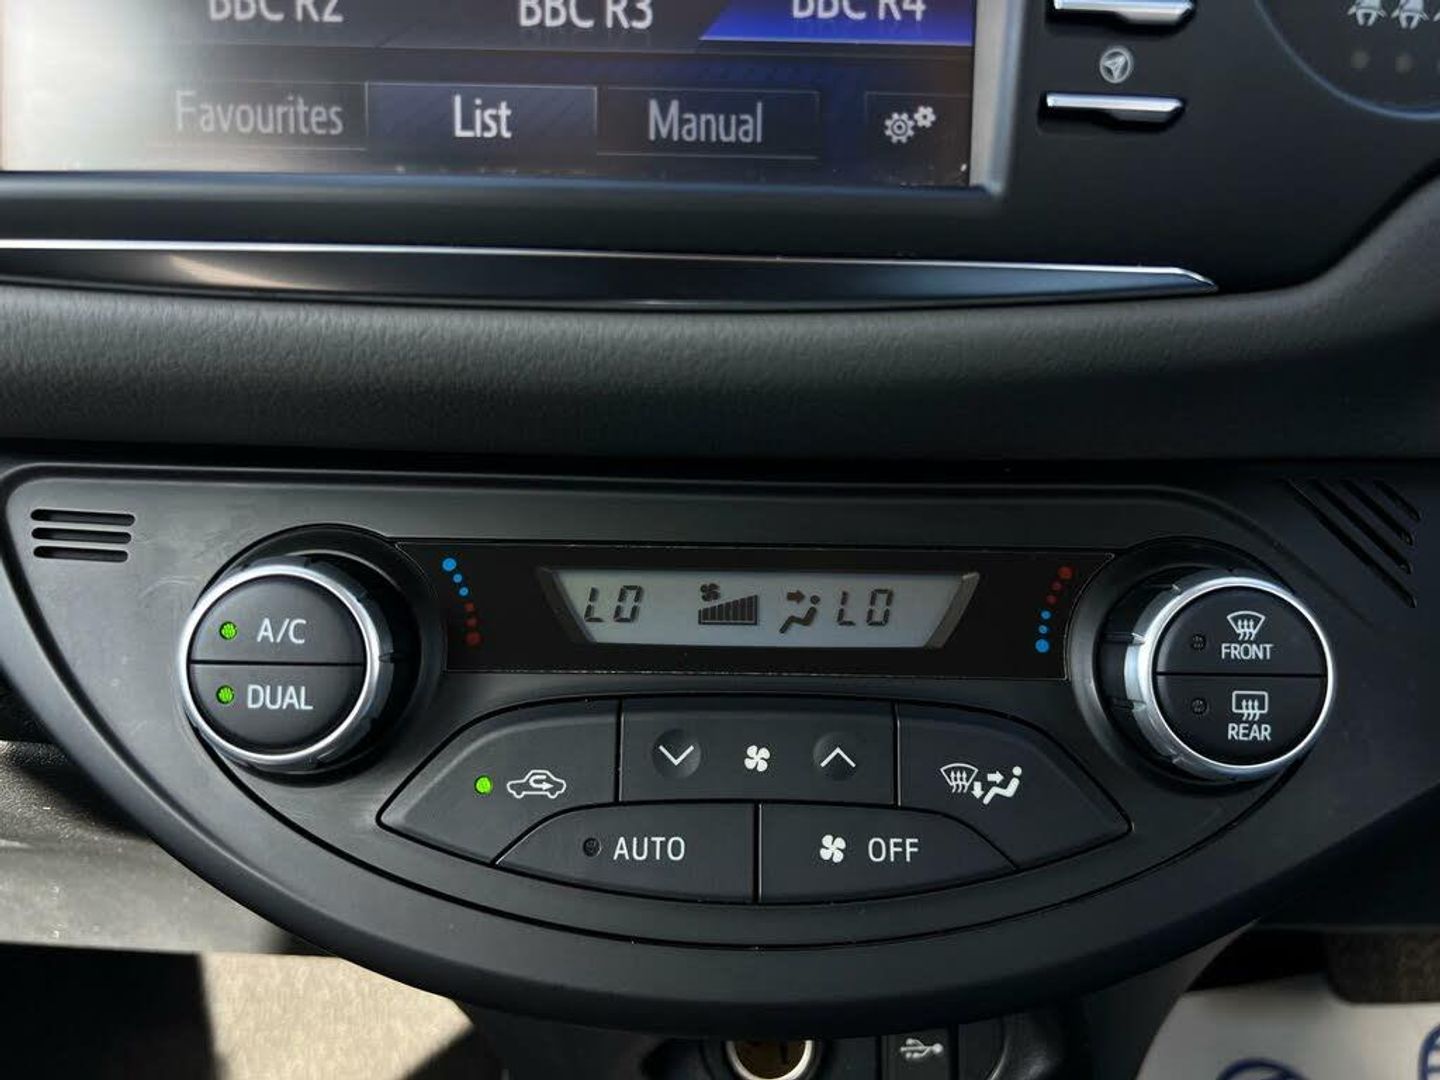 BBC R2 BBC R3 BBC R4
Favourites List Manual
A/C
DUAL
LO LO
FRONT
REAR
AUTO
OFF